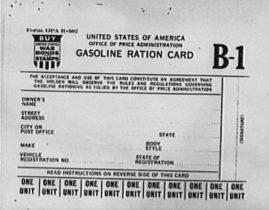 Form OPA R-602
BUY
UNITED STATES
WAR
BONDS
AND
STAMPS
UNITED STATES OF AMERICA
OFFICE OF PRICE ADMINISTRATION
GASOLINE RATION CARD
B-1
THE ACCEPTANCE AND USE OF THIS CARD CONSTITUTE AN AGREEMENT THAT
THE HOLDER WILL OBSERVE THE RULES AND REGULATIONS GOVERNING
GASOLINE RATIONING AS ISSUED BY THE OFFICE OF PRICE ADMINISTRATION
OWNER'S
NAME
STREET
ADDRESS
CITY OR
POST OFFICE
STATE
MAKE
BODY
STYLE
VEHICLE
REGISTRATION NO.
STATE OF
REGISTRATION
(SIGNATURE)
READ INSTRUCTIONS ON REVERSE SIDE OF THIS CARD
ONE ONE ONE ONE ONE ONE ONE ONE ONE ONE
UNIT UNIT UNIT UNIT UNIT UNIT UNIT UNIT UNIT UNIT